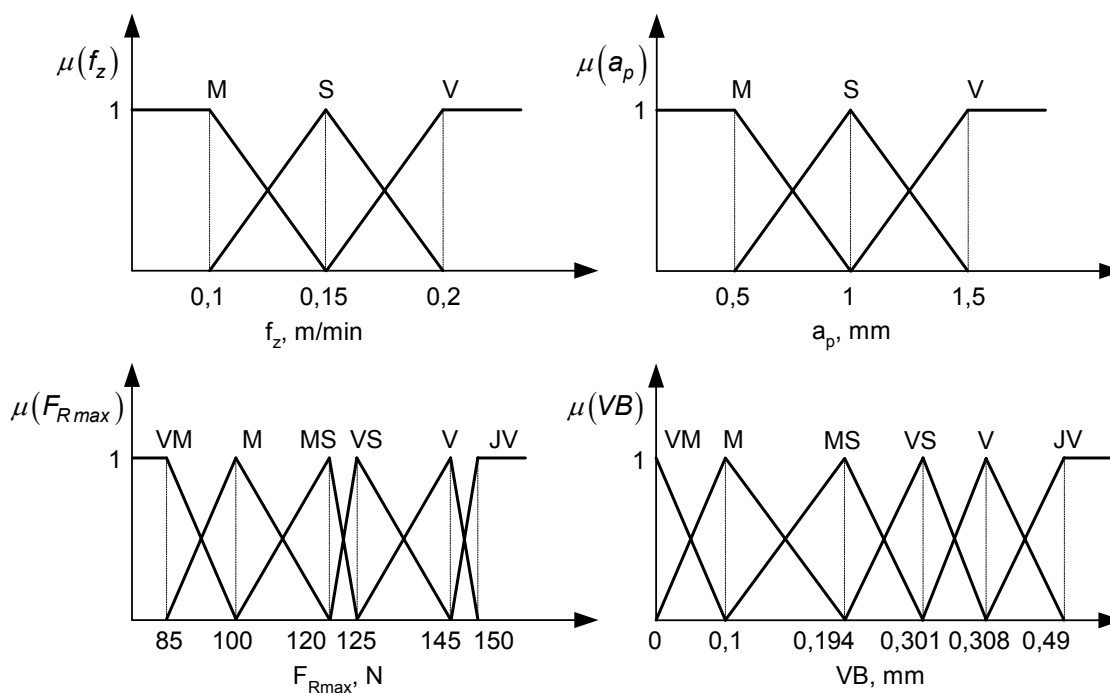 μ(f_z)
M S V
1
0,1 0,15 0,2
f_z, m/min
μ(a_p)
M S V
1
0,5 1 1,5
a_p, mm
μ(F_Rmax)
VM M MS VS V JV
1
85 100 120 125 145 150
F_Rmax, N
μ(VB)
VM M MS VS V JV
1
0 0,1 0,194 0,301 0,308 0,49
VB, mm